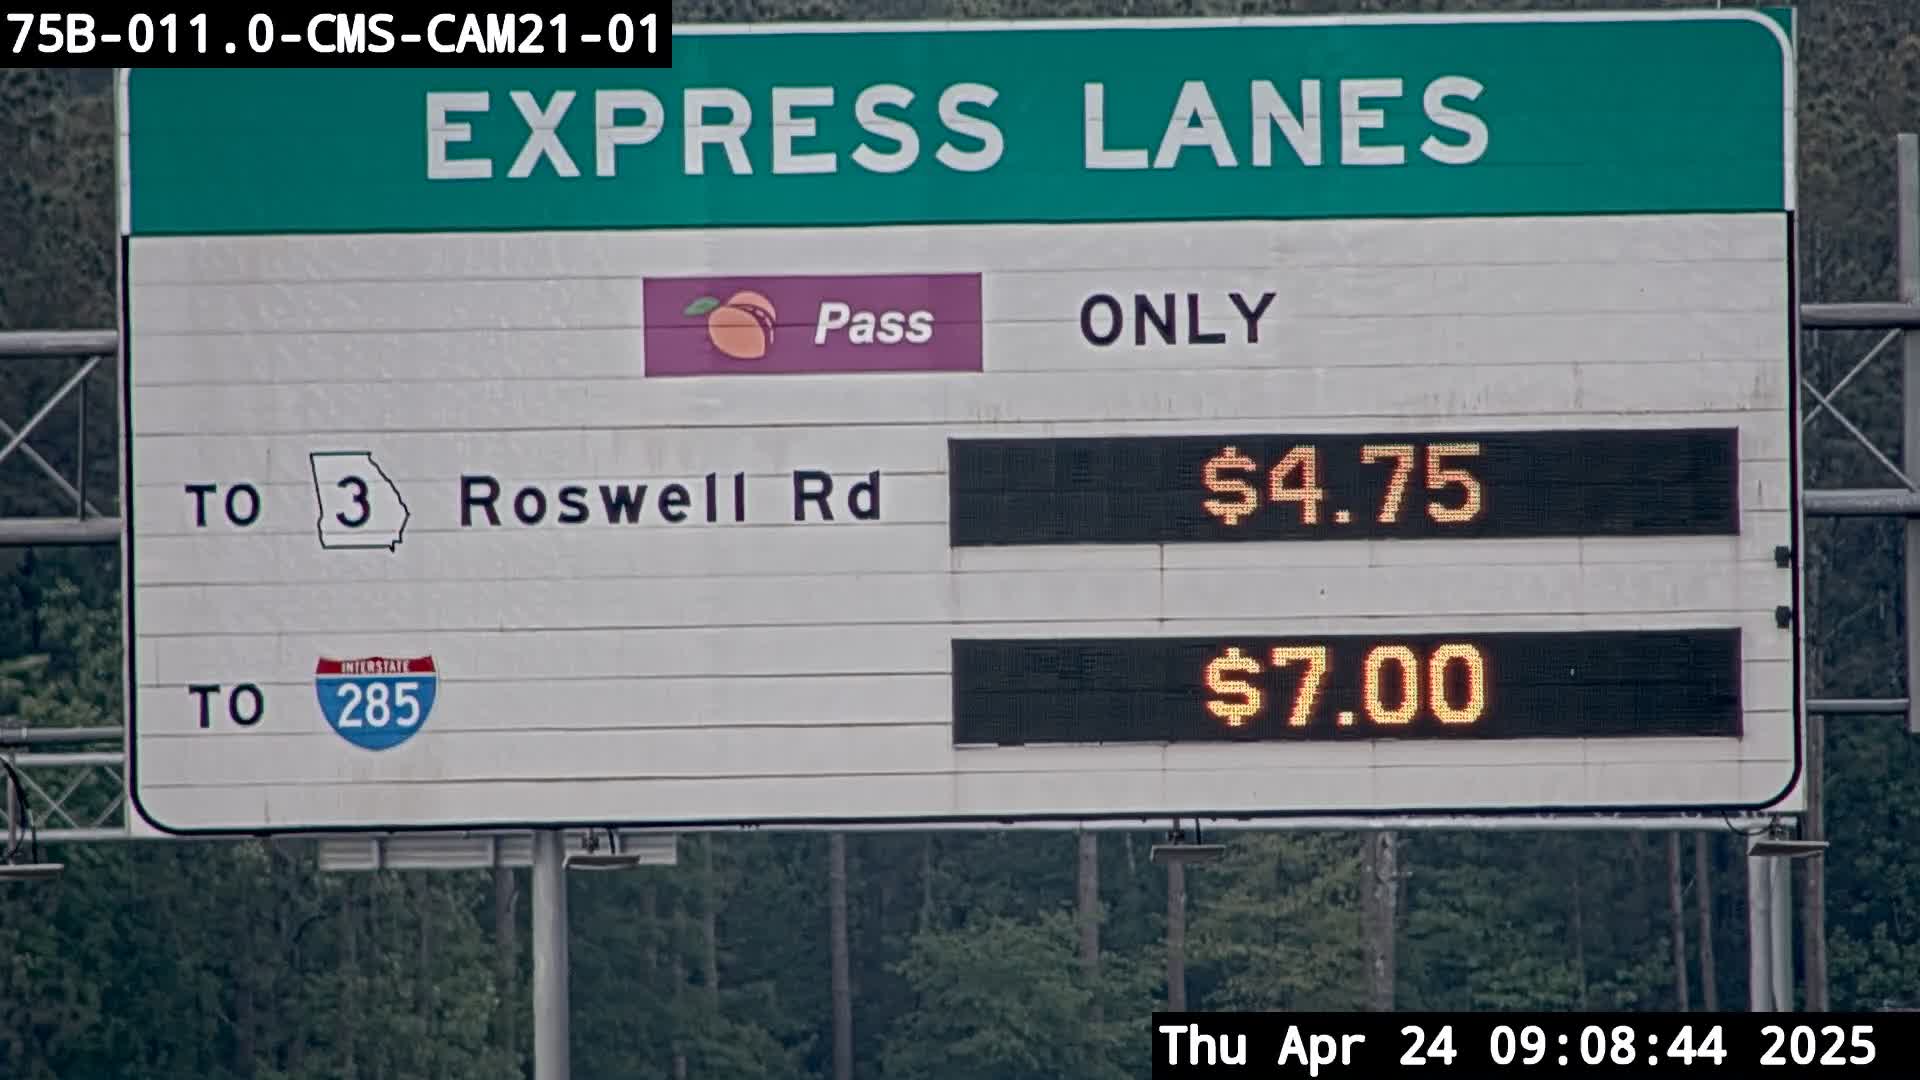 75B-011.0-CMS-CAM21-01
EXPRESS LANES
Pass ONLY
TO 3 Roswell Rd $4.75
TO INTERSTATE 285 $7.00
Thu Apr 24 09:08:44 2025